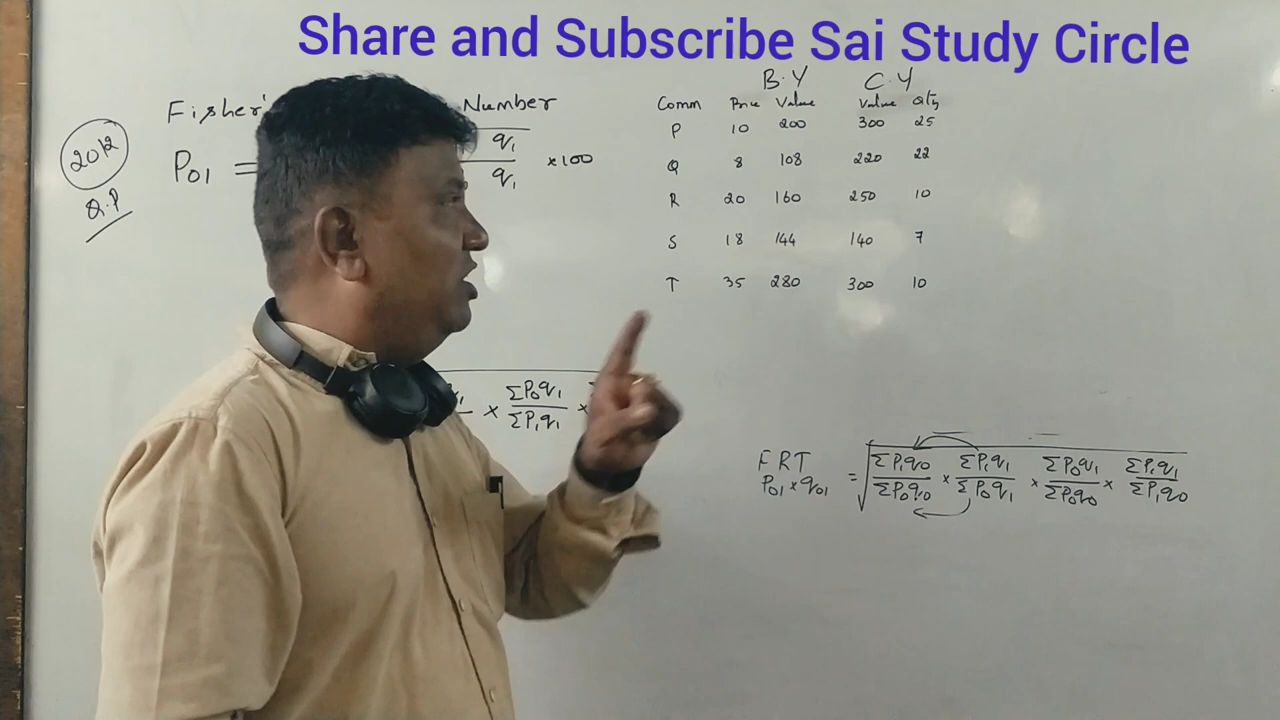 Share and Subscribe Sai Study Circle
2012
Q.P
Fisher's Number
P01 = q1 / q1 ×100
B.Y C.Y
Comm Price Value Value Qty
P 10 200 300 25
Q 8 108 220 22
R 20 160 250 10
S 18 144 140 7
T 35 280 300 10
× ΣP0q1 / ΣP1q1 ×
FRT
P01 × q01 = √ ΣP1q0 / ΣP0q0 × ΣP1q1 / ΣP0q1 × ΣP0q1 / ΣP0q0 × ΣP1q1 / ΣP1q0